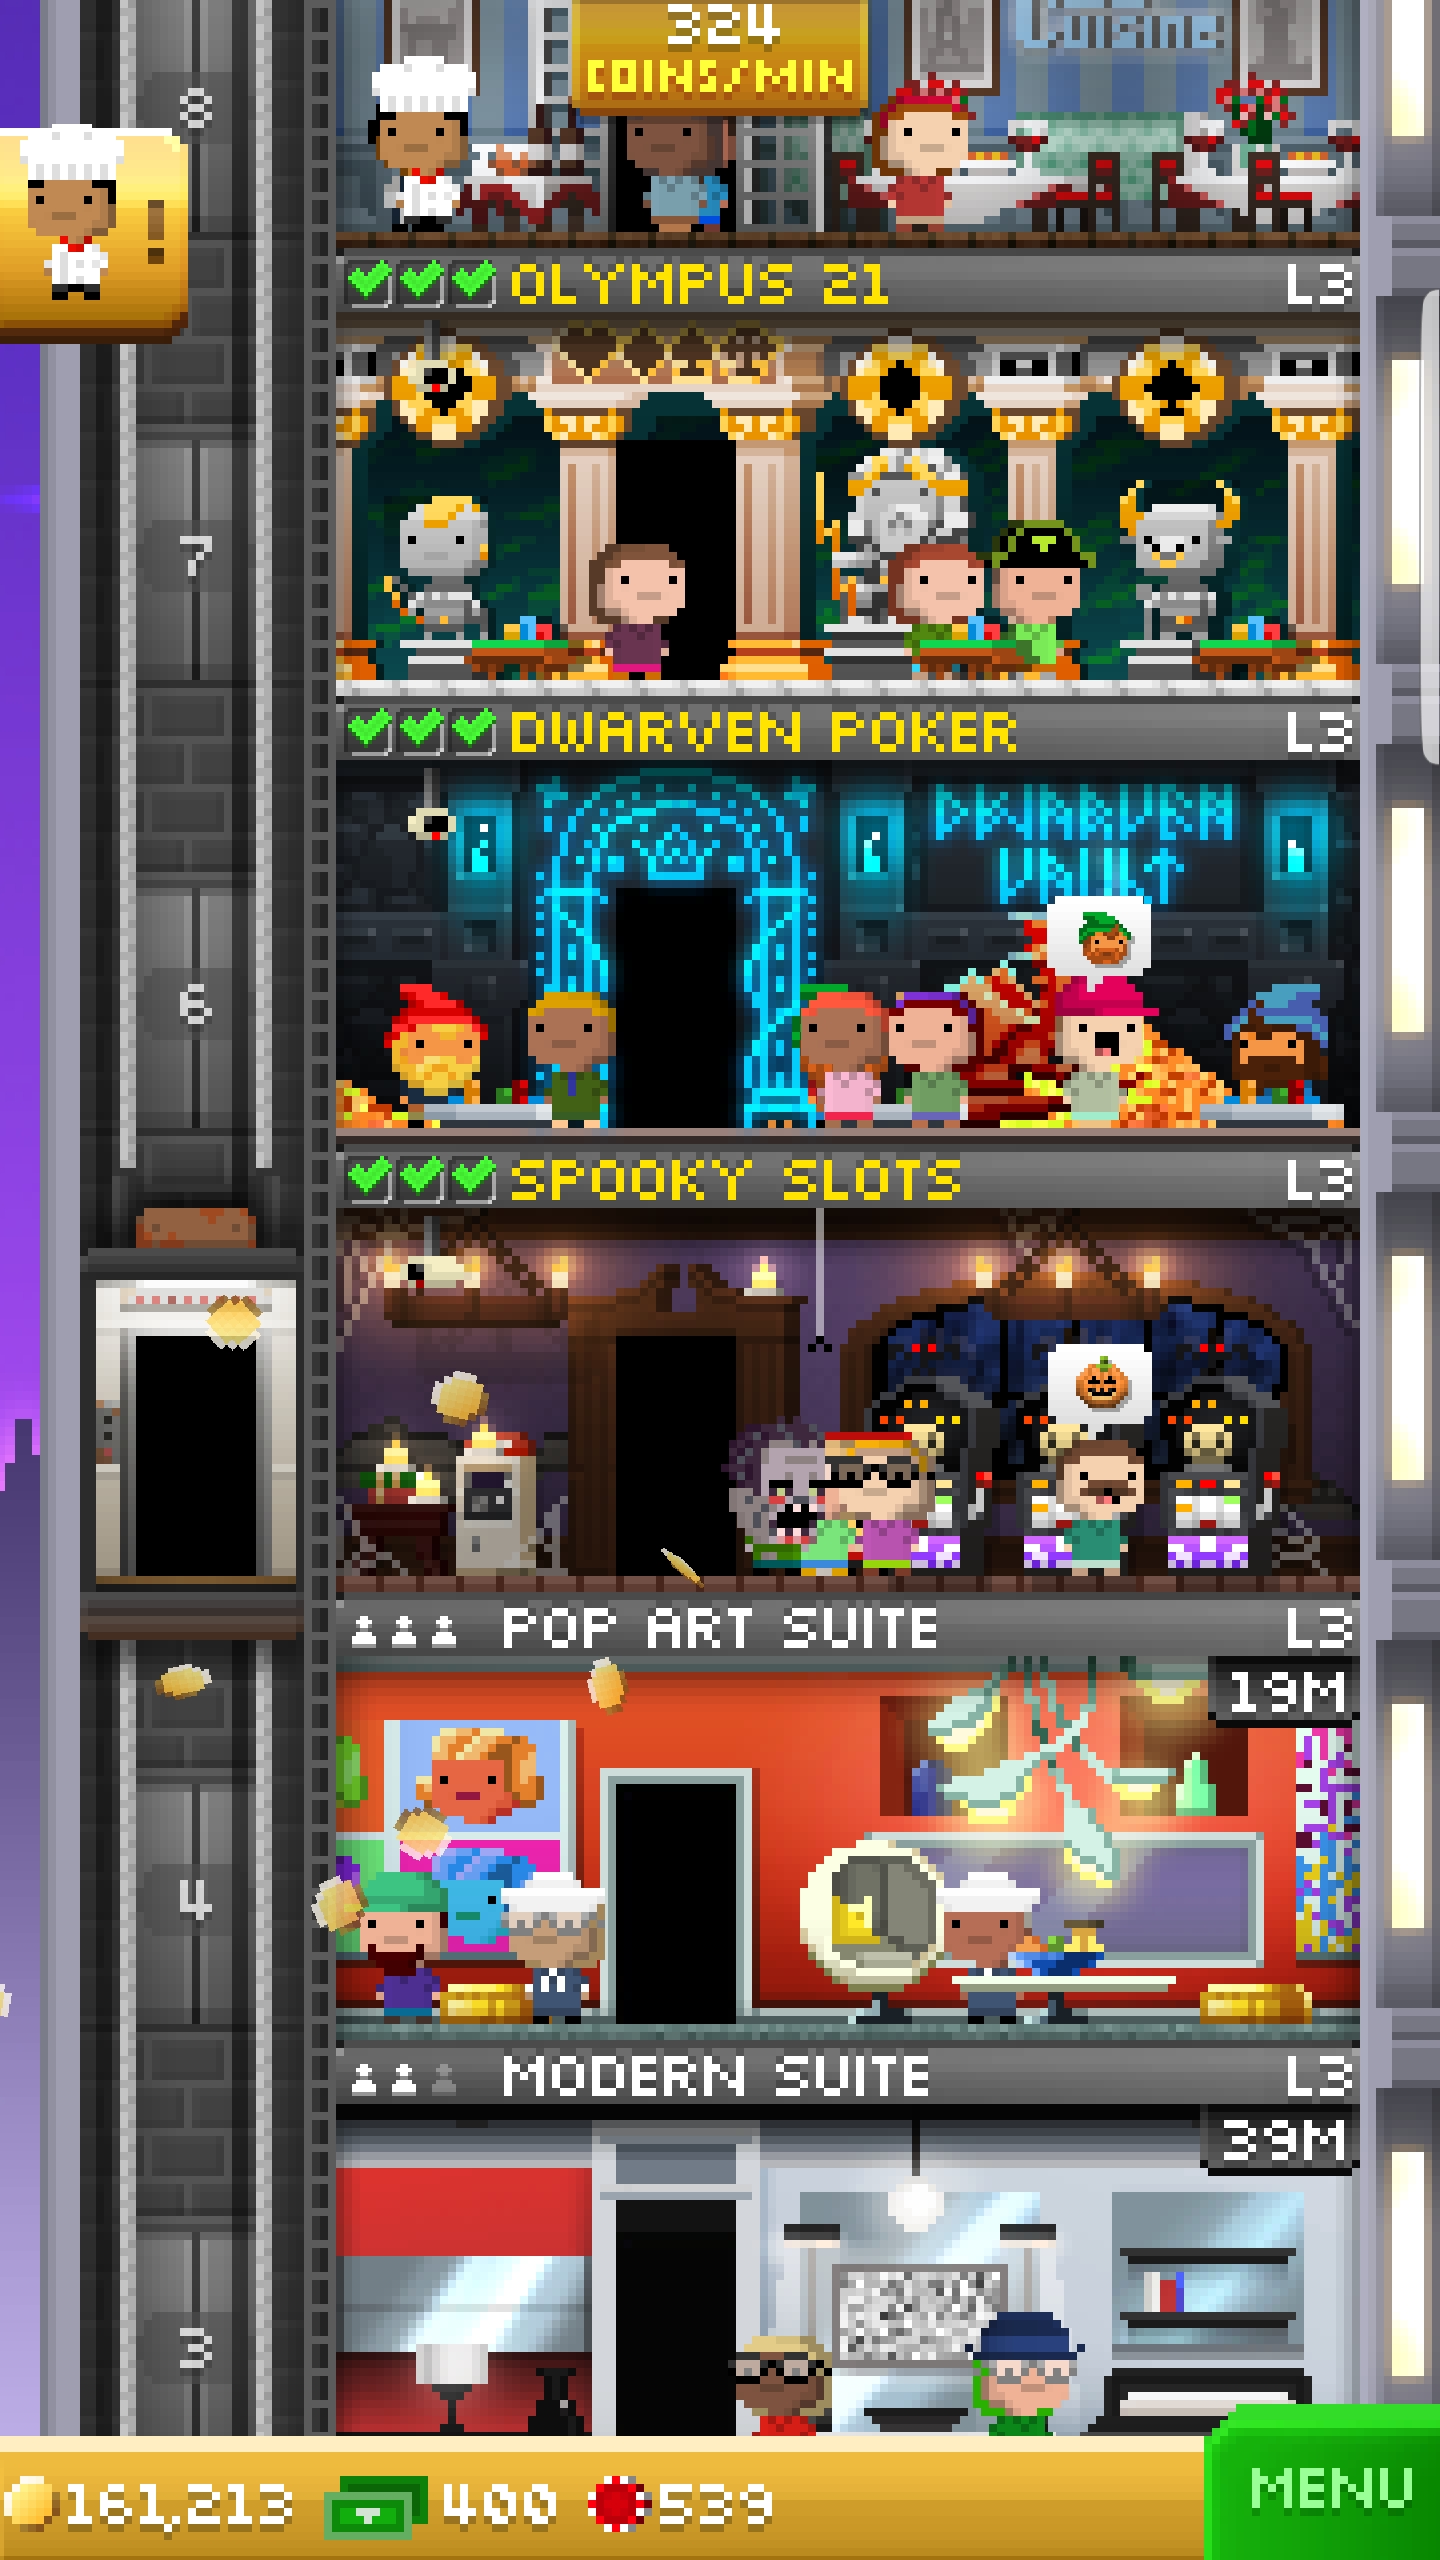 Cuisine
324
COINS/MIN
8
OLYMPUS 21 L3
7
DWARVEN POKER L3
DWARVEN
VAULT
6
SPOOKY SLOTS L3
POP ART SUITE L3
19M
4
MODERN SUITE L3
39M
3
161,213 400 539
MENU